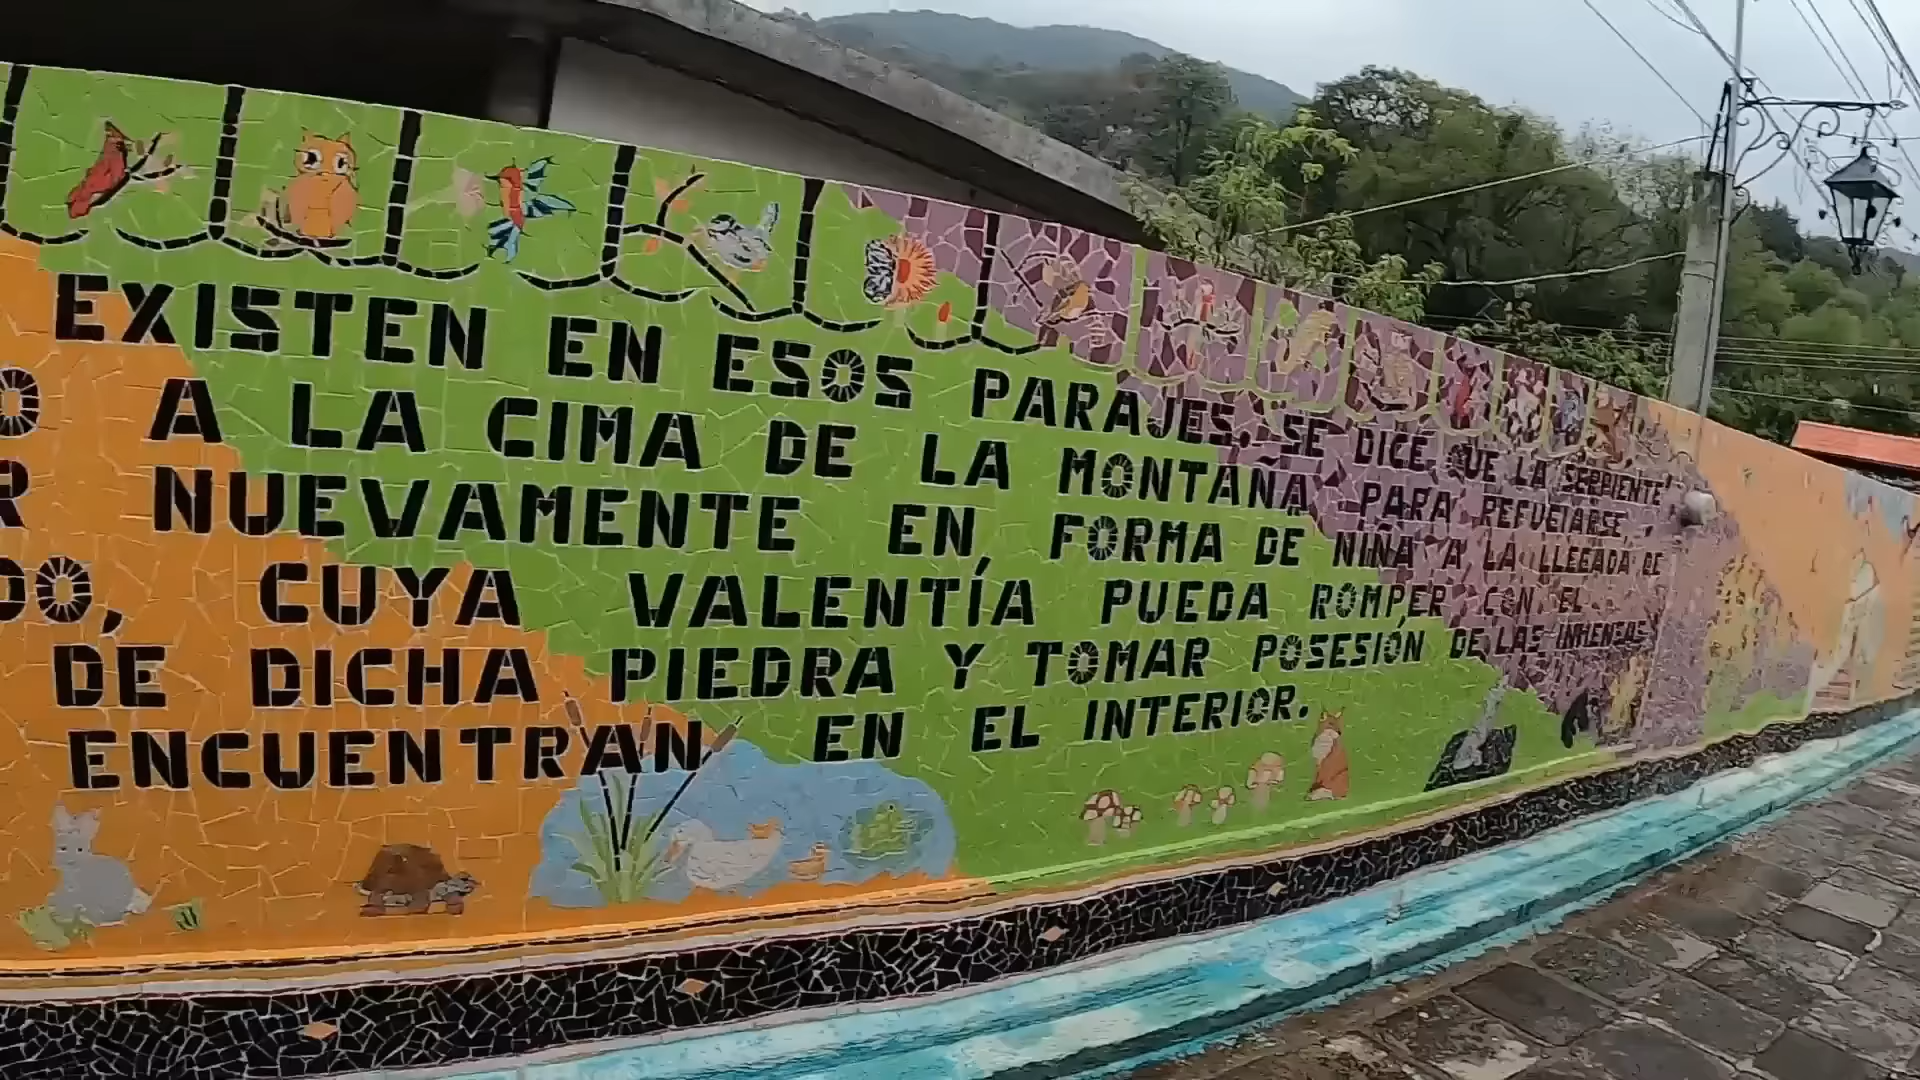 EXISTEN EN ESOS PARAJES. SE DICE QUE LA SERPIENTE
A LA CIMA DE LA MONTAÑA PARA REFUGIARSE,
NUEVAMENTE EN FORMA DE NIÑA A LA LLEGADA DE
CUYA VALENTÍA PUEDA ROMPER CON EL
DE DICHA PIEDRA Y TOMAR POSESIÓN DE LAS INMENSAS
ENCUENTRAN EN EL INTERIOR.